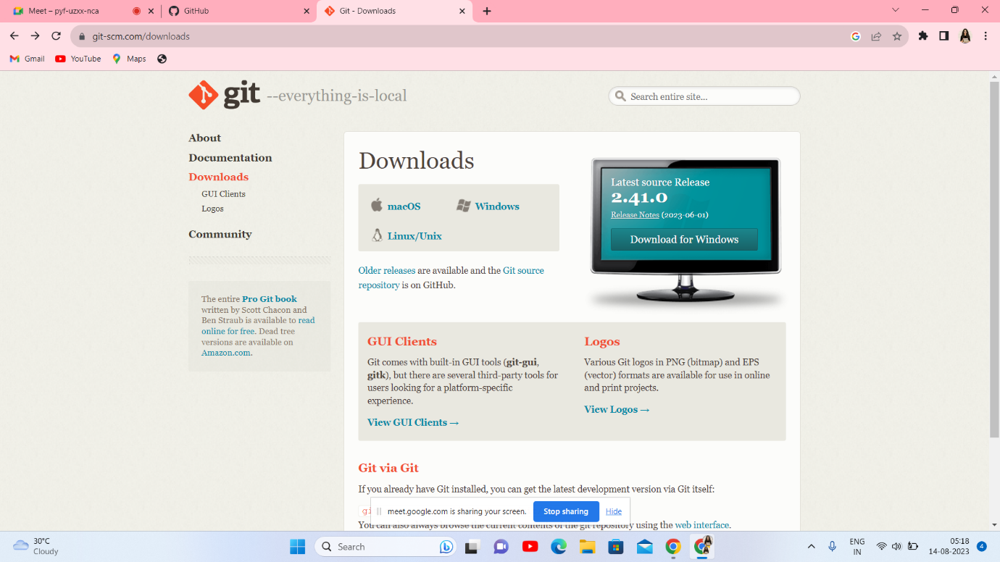 Meet – pyf-uzxx-nca
GitHub
Git - Downloads
git-scm.com/downloads
Gmail
YouTube
Maps
git --everything-is-local
Search entire site...
About
Documentation
Downloads
GUI Clients
Logos
Community
The entire Pro Git book
written by Scott Chacon and
Ben Straub is available to read
online for free. Dead tree
versions are available on
Amazon.com.
Downloads
macOS
Windows
Linux/Unix
Older releases are available and the Git source
repository is on GitHub.
Latest source Release
2.41.0
Release Notes (2023-06-01)
Download for Windows
GUI Clients
Git comes with built-in GUI tools (git-gui,
gitk), but there are several third-party tools for
users looking for a platform-specific
experience.
View GUI Clients →
Logos
Various Git logos in PNG (bitmap) and EPS
(vector) formats are available for use in online
and print projects.
View Logos →
Git via Git
If you already have Git installed, you can get the latest development version via Git itself:
gi
meet.google.com is sharing your screen.
Stop sharing
Hide
You can also always browse the current contents of the git repository using the web interface.
30°C
Cloudy
Search
ENG
IN
05:18
14-08-2023
4